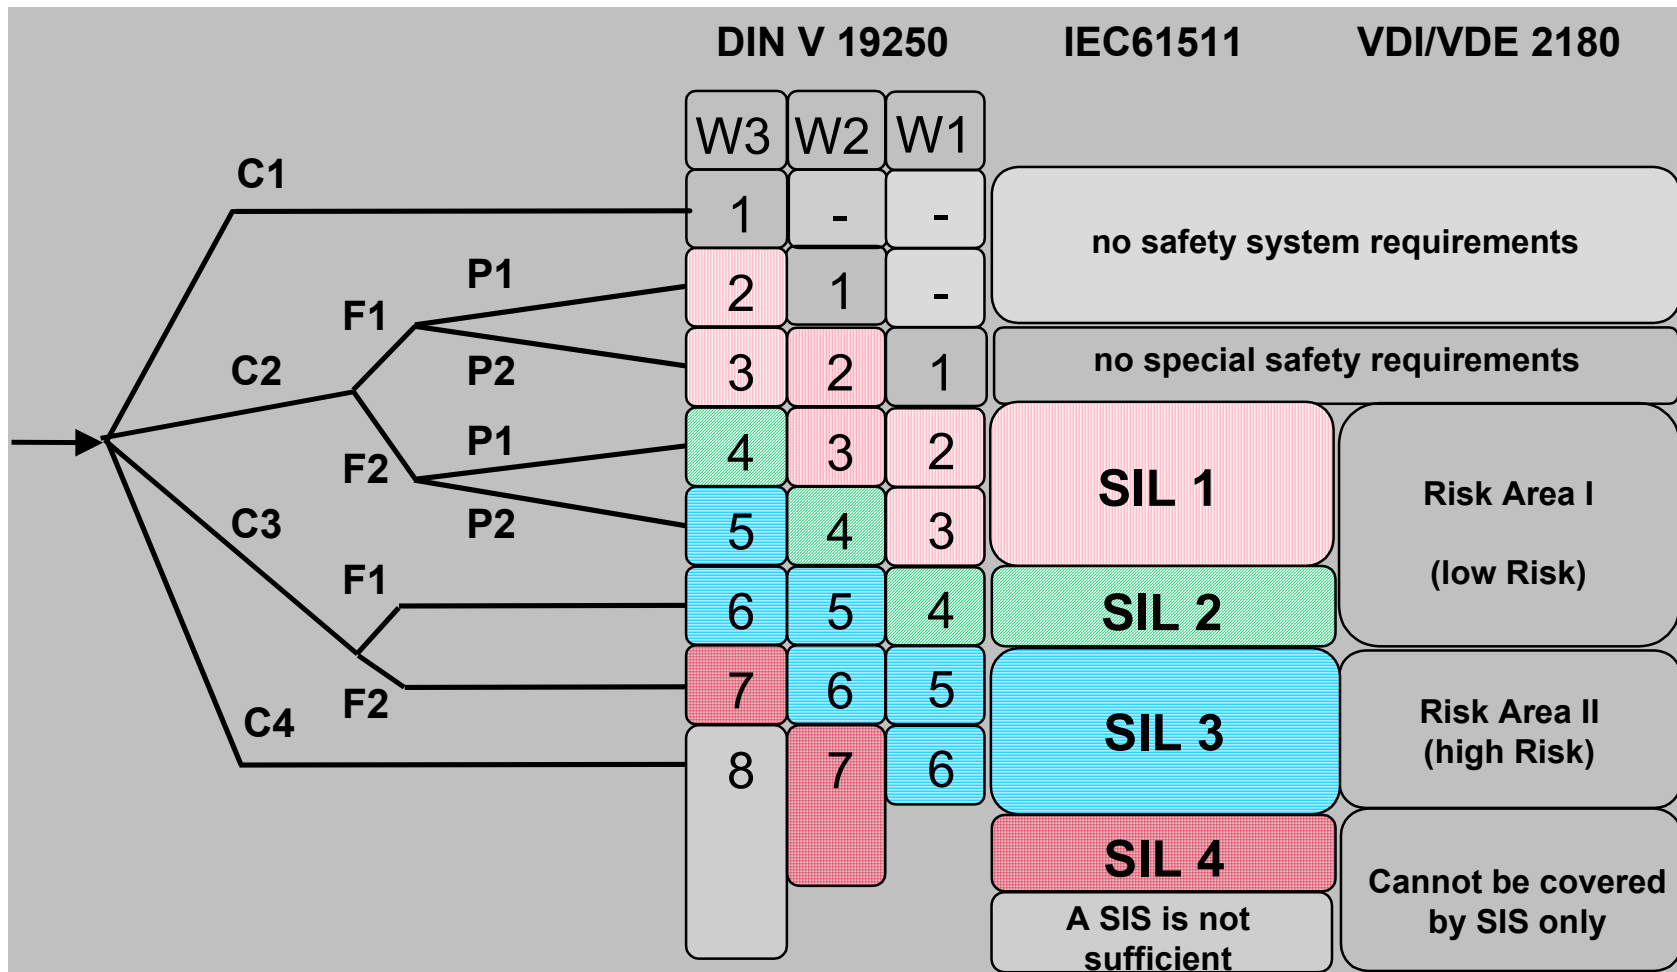 DIN V 19250 IEC61511 VDI/VDE 2180
W3 W2 W1
C1
1 - -
no safety system requirements
P1
2 1 -
F1
C2
P2
3 2 1
no special safety requirements
P1
4 3 2
F2
SIL 1
Risk Area I
C3
P2
5 4 3
(low Risk)
F1
6 5 4
SIL 2
F2
7 6 5
C4
SIL 3
Risk Area II
(high Risk)
8 7 6
SIL 4
Cannot be covered
by SIS only
A SIS is not
sufficient